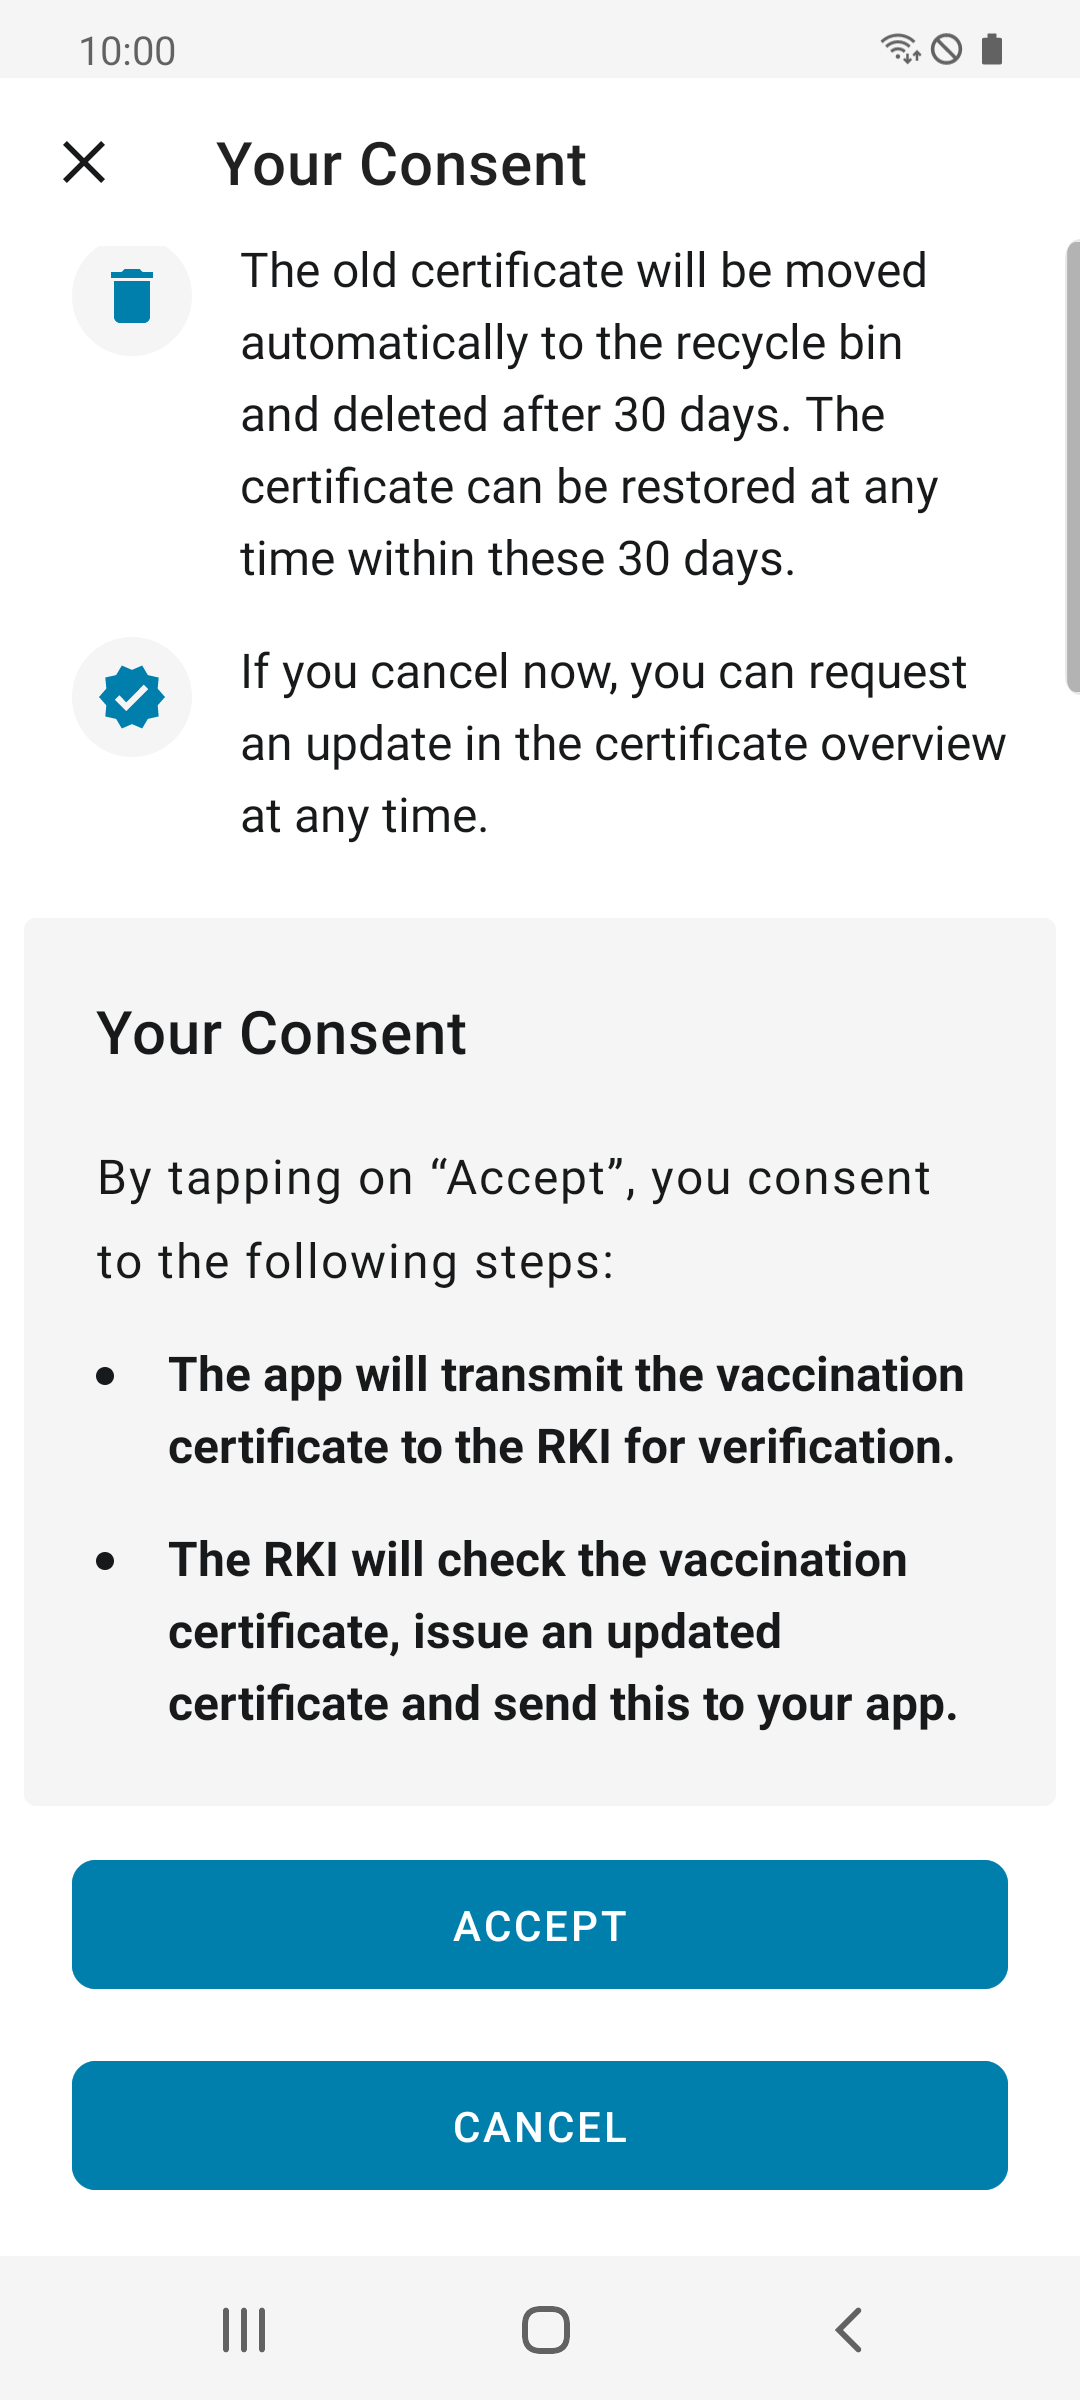 10:00
Your Consent
The old certificate will be moved
automatically to the recycle bin
and deleted after 30 days. The
certificate can be restored at any
time within these 30 days.
If you cancel now, you can request
an update in the certificate overview
at any time.
Your Consent
By tapping on “Accept”, you consent
to the following steps:
• The app will transmit the vaccination
certificate to the RKI for verification.
• The RKI will check the vaccination
certificate, issue an updated
certificate and send this to your app.
ACCEPT
CANCEL